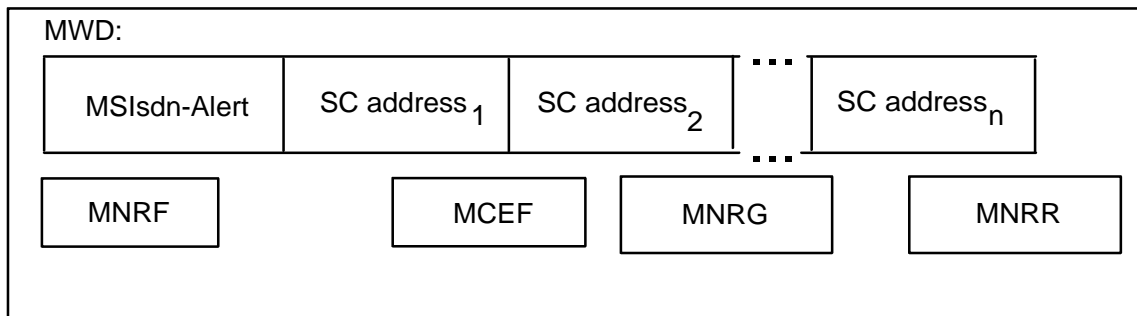 MWD:
MSIsdn-Alert SC address1 SC address2 ... SC addressn
...
MNRF MCEF MNRG MNRR